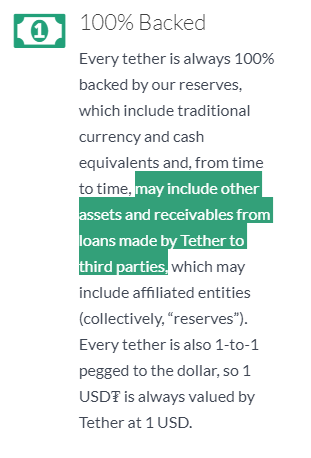 1
100% Backed
Every tether is always 100%
backed by our reserves,
which include traditional
currency and cash
equivalents and, from time
to time, may include other
assets and receivables from
loans made by Tether to
third parties, which may
include affiliated entities
(collectively, “reserves”).
Every tether is also 1-to-1
pegged to the dollar, so 1
USD₮ is always valued by
Tether at 1 USD.